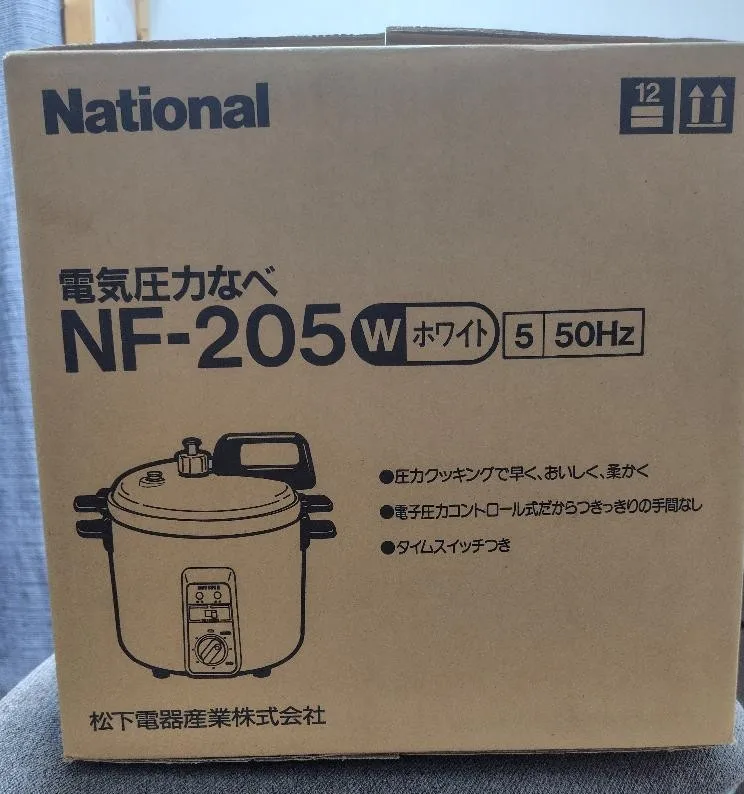 National
12
電気圧力なべ
NF-205 W ホワイト 5 50Hz
●圧力クッキングで早く、おいしく、柔かく
●電子圧力コントロール式だからつきっきりの手間なし
●タイムスイッチつき
松下電器産業株式会社